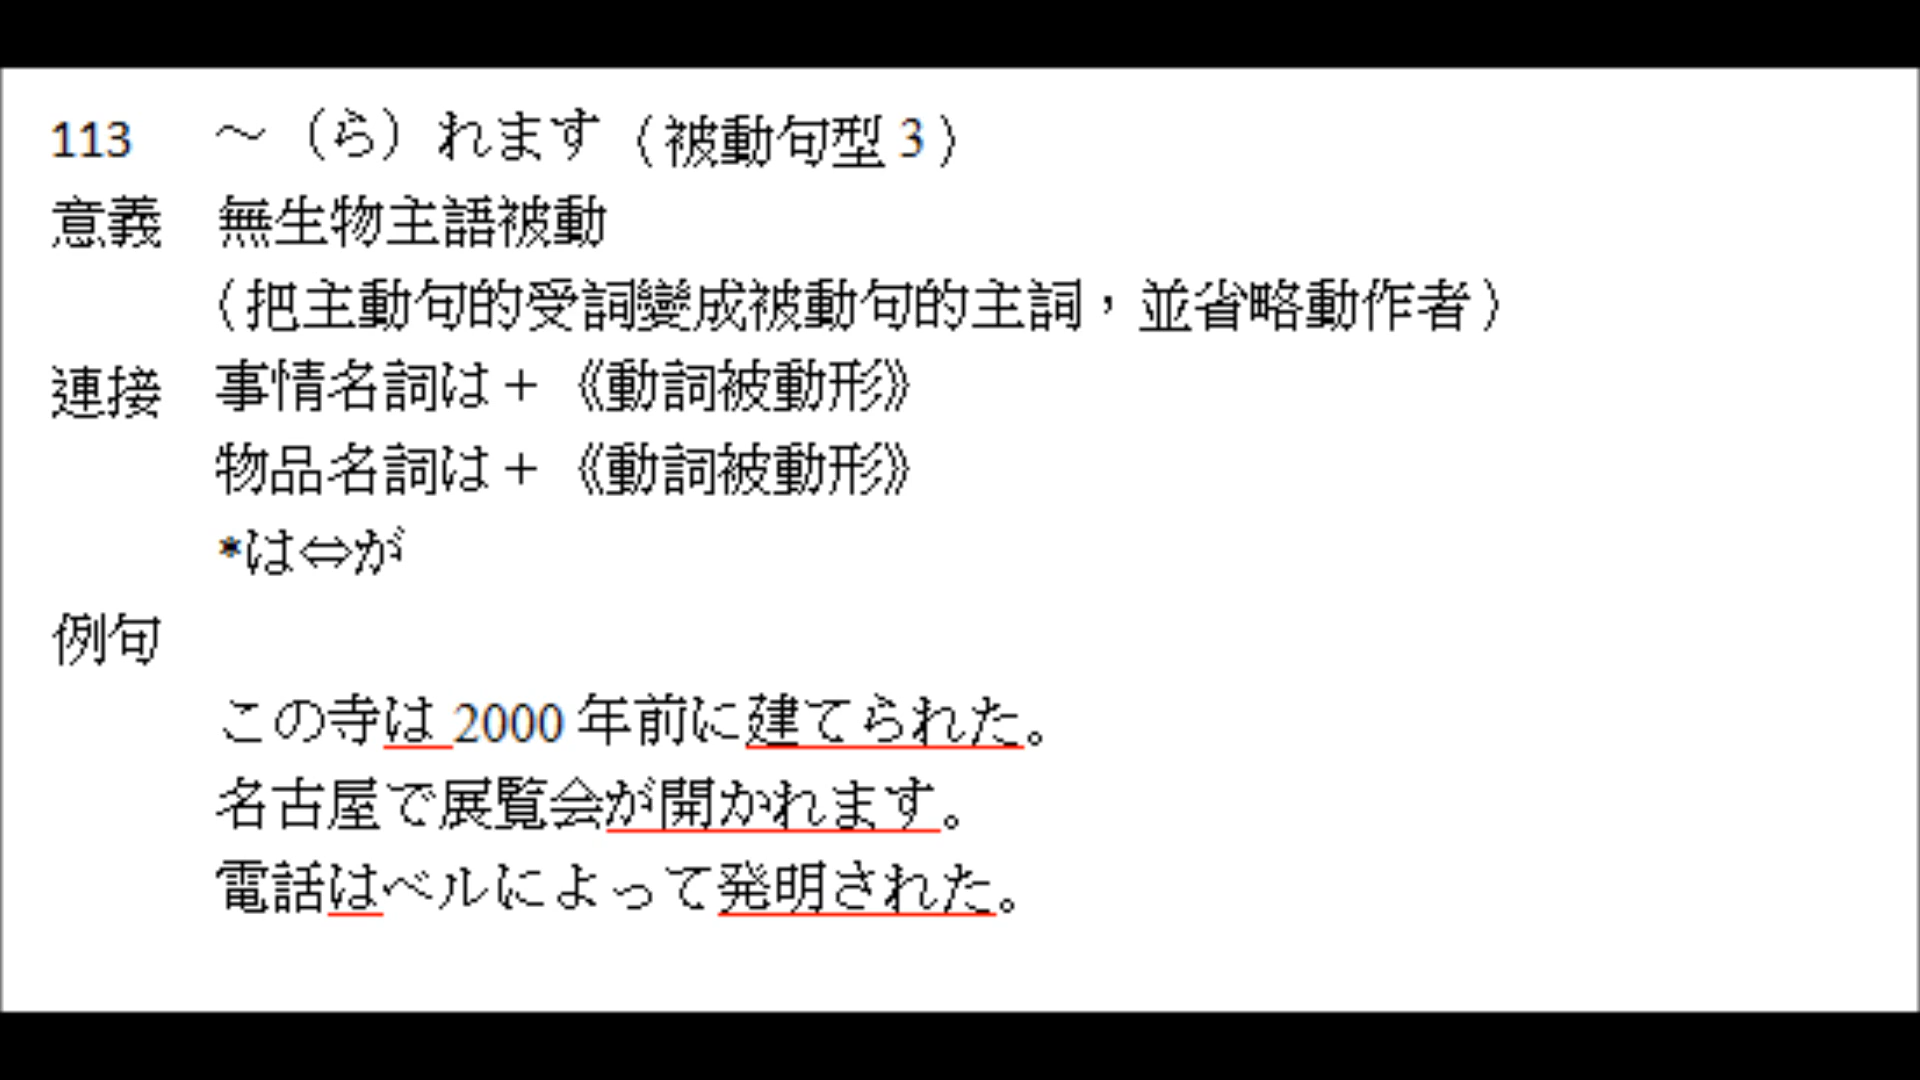 113 ～（ら）れます（被動句型 3）
意義 無生物主語被動
（把主動句的受詞變成被動句的主詞，並省略動作者）
連接 事情名詞は＋《動詞被動形》
物品名詞は＋《動詞被動形》
*は⇔が
例句
この寺は 2000 年前に建てられた。
名古屋で展覧会が開かれます。
電話はベルによって発明された。